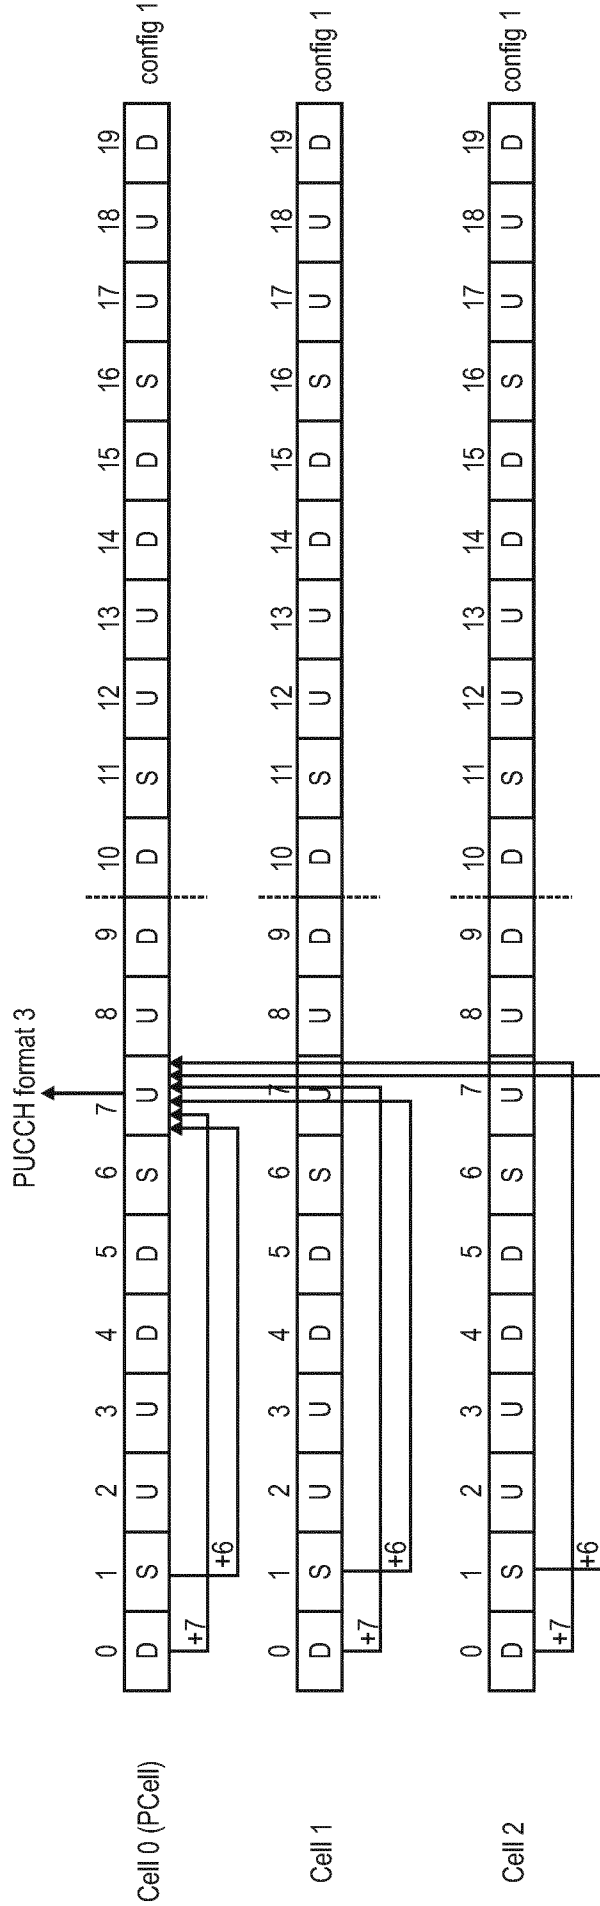 PUCCH format 3
0 1 2 3 4 5 6 7 8 9 10 11 12 13 14 15 16 17 18 19
Cell 0 (PCell) D S U U D D S U U D D S U U D D S U U D config 1
+7
+6
0 1 2 3 4 5 6 7 8 9 10 11 12 13 14 15 16 17 18 19
Cell 1 D S U U D D S U U D D S U U D D S U U D config 1
+7
+6
0 1 2 3 4 5 6 7 8 9 10 11 12 13 14 15 16 17 18 19
Cell 2 D S U U D D S U U D D S U U D D S U U D config 1
+7
+6